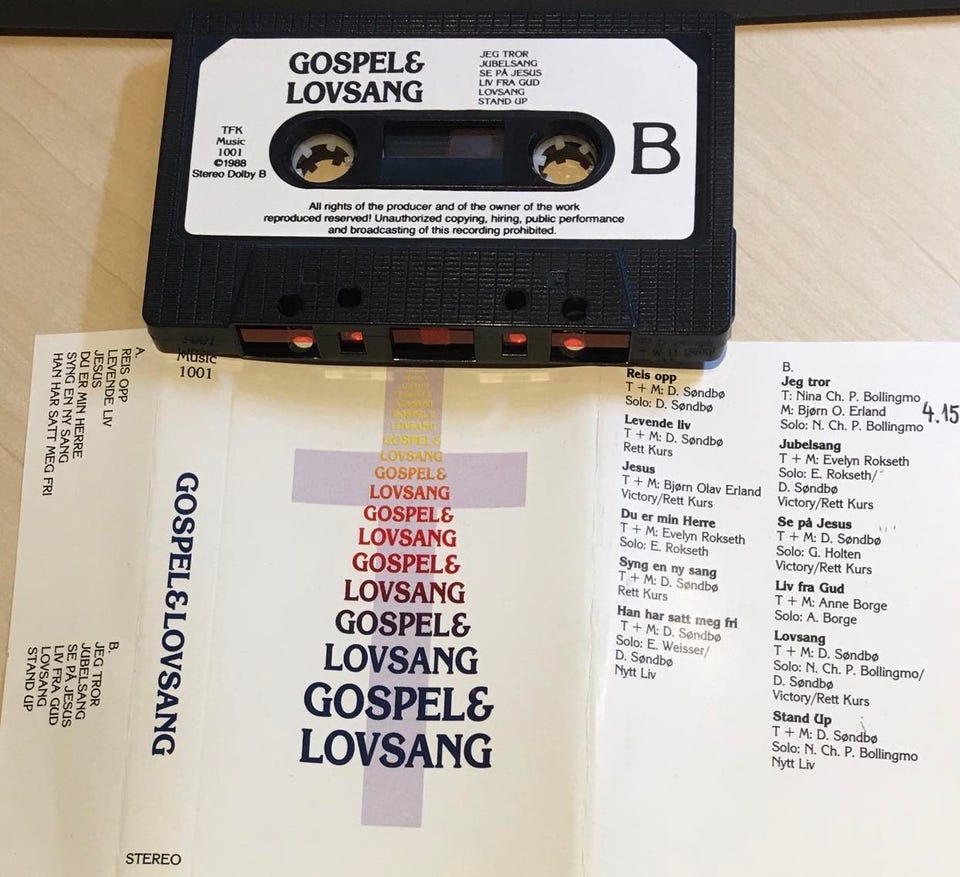 GOSPEL&
LOVSANG
JEG TROR
JUBELSANG
SE PÅ JESUS
LIV FRA GUD
LOVSANG
STAND UP
TFK
Music
1001
©1988
Stereo Dolby B
B
All rights of the producer and of the owner of the work
reproduced reserved! Unauthorized copying, hiring, public performance
and broadcasting of this recording prohibited.
A.
REIS OPP
LEVENDE LIV
JESUS
DU ER MIN HERRE
SYNG EN NY SANG
HAN HAR SATT MEG FRI
B.
JEG TROR
JUBELSANG
SE PÅ JESUS
LIV FRA GUD
LOVSANG
STAND UP
Music
1001
GOSPEL&LOVSANG
STEREO
GOSPEL&
LOVSANG
GOSPEL&
LOVSANG
GOSPEL&
LOVSANG
GOSPEL&
LOVSANG
GOSPEL&
LOVSANG
GOSPEL&
LOVSANG
Reis opp
T + M: D. Søndbø
Solo: D. Søndbø
Levende liv
T + M: D. Søndbø
Rett Kurs
Jesus
T + M: Bjørn Olav Erland
Victory/Rett Kurs
Du er min Herre
T + M: Evelyn Rokseth
Solo: E. Rokseth
Syng en ny sang
T + M: D. Søndbø
Rett Kurs
Han har satt meg fri
T + M: D. Søndbø
Solo: E. Weisser/
D. Søndbø
Nytt Liv
B.
Jeg tror
T: Nina Ch. P. Bollingmo
M: Bjørn O. Erland
Solo: N. Ch. P. Bollingmo
4.15
Jubelsang
T + M: Evelyn Rokseth
Solo: E. Rokseth/
D. Søndbø
Victory/Rett Kurs
Se på Jesus
T + M: D. Søndbø
Solo: G. Holten
Victory/Rett Kurs
Liv fra Gud
T + M: Anne Borge
Solo: A. Borge
Lovsang
T + M: D. Søndbø
Solo: N. Ch. P. Bollingmo/
D. Søndbø
Victory/Rett Kurs
Stand Up
T + M: D. Søndbø
Solo: N. Ch. P. Bollingmo
Nytt Liv